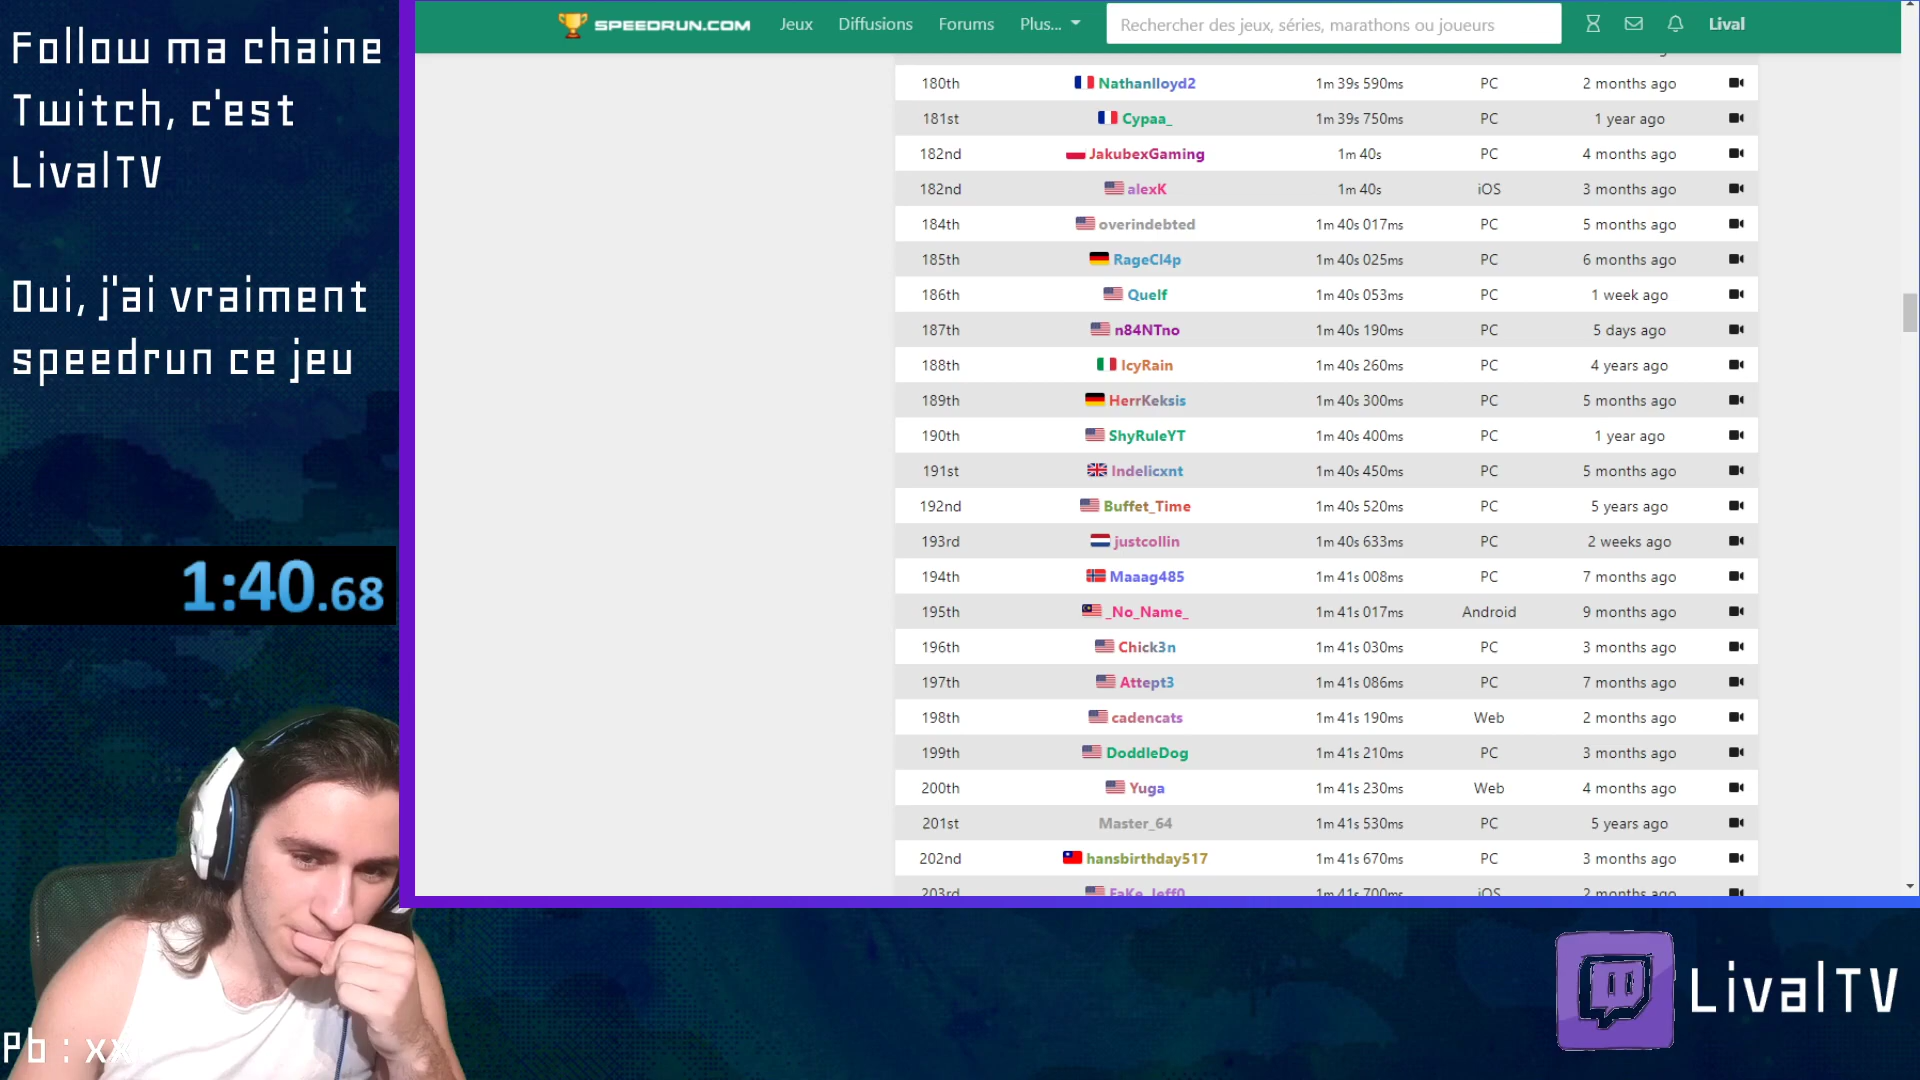 Follow ma chaine
Twitch, c'est
LivalTV
Oui, j'ai vraiment
speedrun ce jeu
1:40.68
Pb : xx
SPEEDRUN.COM Jeux Diffusions Forums Plus... Rechercher des jeux, séries, marathons ou joueurs Lival
180th Nathanlloyd2 1m 39s 590ms PC 2 months ago
181st Cypaa_ 1m 39s 750ms PC 1 year ago
182nd JakubexGaming 1m 40s PC 4 months ago
182nd alexK 1m 40s iOS 3 months ago
184th overindebted 1m 40s 017ms PC 5 months ago
185th RageCl4p 1m 40s 025ms PC 6 months ago
186th Quelf 1m 40s 053ms PC 1 week ago
187th n84NTno 1m 40s 190ms PC 5 days ago
188th IcyRain 1m 40s 260ms PC 4 years ago
189th HerrKeksis 1m 40s 300ms PC 5 months ago
190th ShyRuleYT 1m 40s 400ms PC 1 year ago
191st Indelicxnt 1m 40s 450ms PC 5 months ago
192nd Buffet_Time 1m 40s 520ms PC 5 years ago
193rd justcollin 1m 40s 633ms PC 2 weeks ago
194th Maaag485 1m 41s 008ms PC 7 months ago
195th _No_Name_ 1m 41s 017ms Android 9 months ago
196th Chick3n 1m 41s 030ms PC 3 months ago
197th Attept3 1m 41s 086ms PC 7 months ago
198th cadencats 1m 41s 190ms Web 2 months ago
199th DoddleDog 1m 41s 210ms PC 3 months ago
200th Yuga 1m 41s 230ms Web 4 months ago
201st Master_64 1m 41s 530ms PC 5 years ago
202nd hansbirthday517 1m 41s 670ms PC 3 months ago
203rd FaKe_Jeff0 1m 41s 700ms iOS 2 months ago
LivalTV